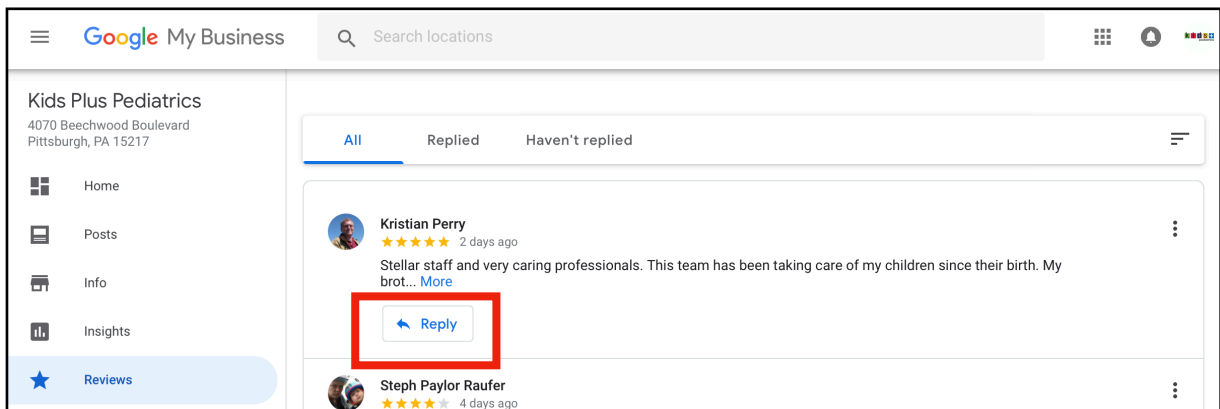 Google My Business
Search locations
Kids Plus Pediatrics
4070 Beechwood Boulevard
Pittsburgh, PA 15217
Home
Posts
Info
Insights
Reviews
All Replied Haven't replied
Kristian Perry
2 days ago
Stellar staff and very caring professionals. This team has been taking care of my children since their birth. My
brot... More
Reply
Steph Paylor Raufer
4 days ago